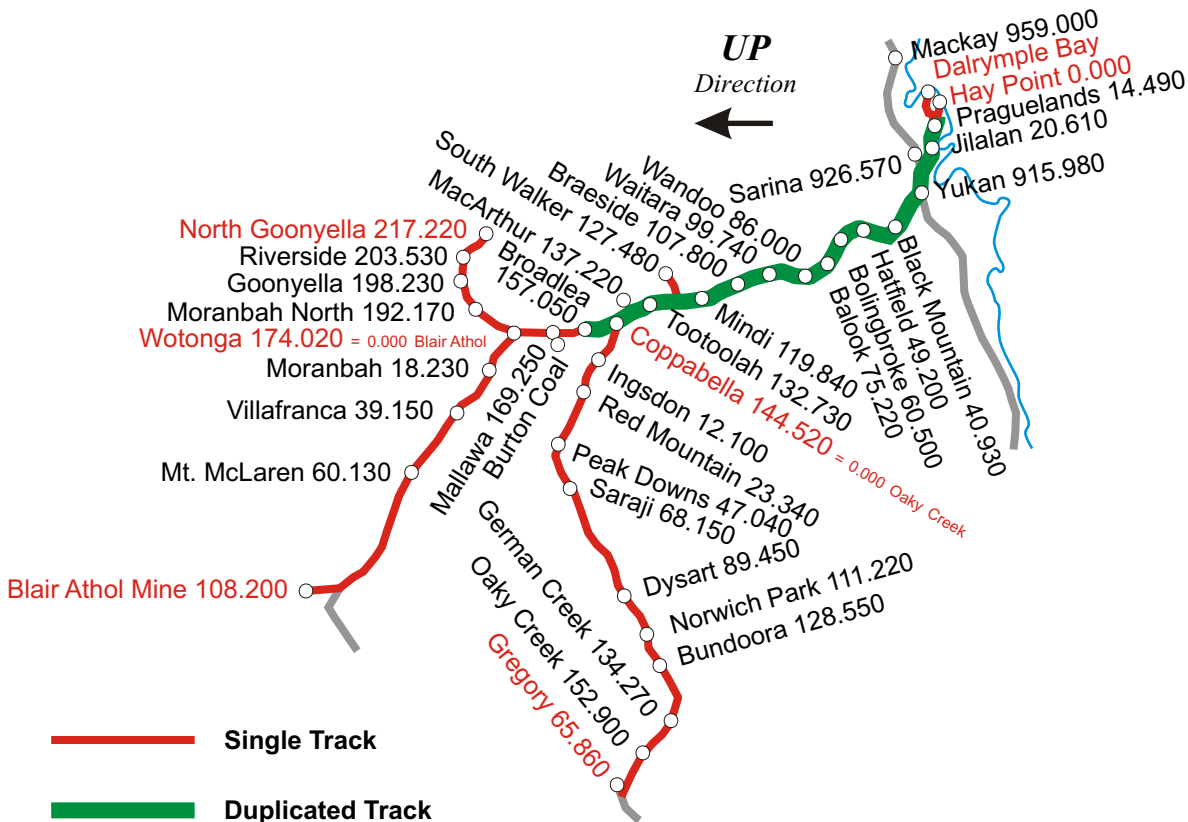 UP
Direction
Mackay 959.000
Dalrymple Bay
Hay Point 0.000
Praguelands 14.490
Jilalan 20.610
Sarina 926.570
Yukan 915.980
Black Mountain 40.930
Hatfield 49.200
Bolingbroke 60.500
Balook 75.220
Wandoo 86.000
Waitara 99.740
Braeside 107.800
South Walker 127.480
MacArthur 137.220
Mindi 119.840
Tootoolah 132.730
Coppabella 144.520 = 0.000 Oaky Creek
Broadlea
157.050
North Goonyella 217.220
Riverside 203.530
Goonyella 198.230
Moranbah North 192.170
Wotonga 174.020 = 0.000 Blair Athol
Moranbah 18.230
Villafranca 39.150
Mt. McLaren 60.130
Blair Athol Mine 108.200
Mallawa 169.250
Burton Coal
Ingsdon 12.100
Red Mountain 23.340
Peak Downs 47.040
Saraji 68.150
Dysart 89.450
Norwich Park 111.220
Bundoora 128.550
German Creek 134.270
Oaky Creek 152.900
Gregory 65.860
Single Track
Duplicated Track